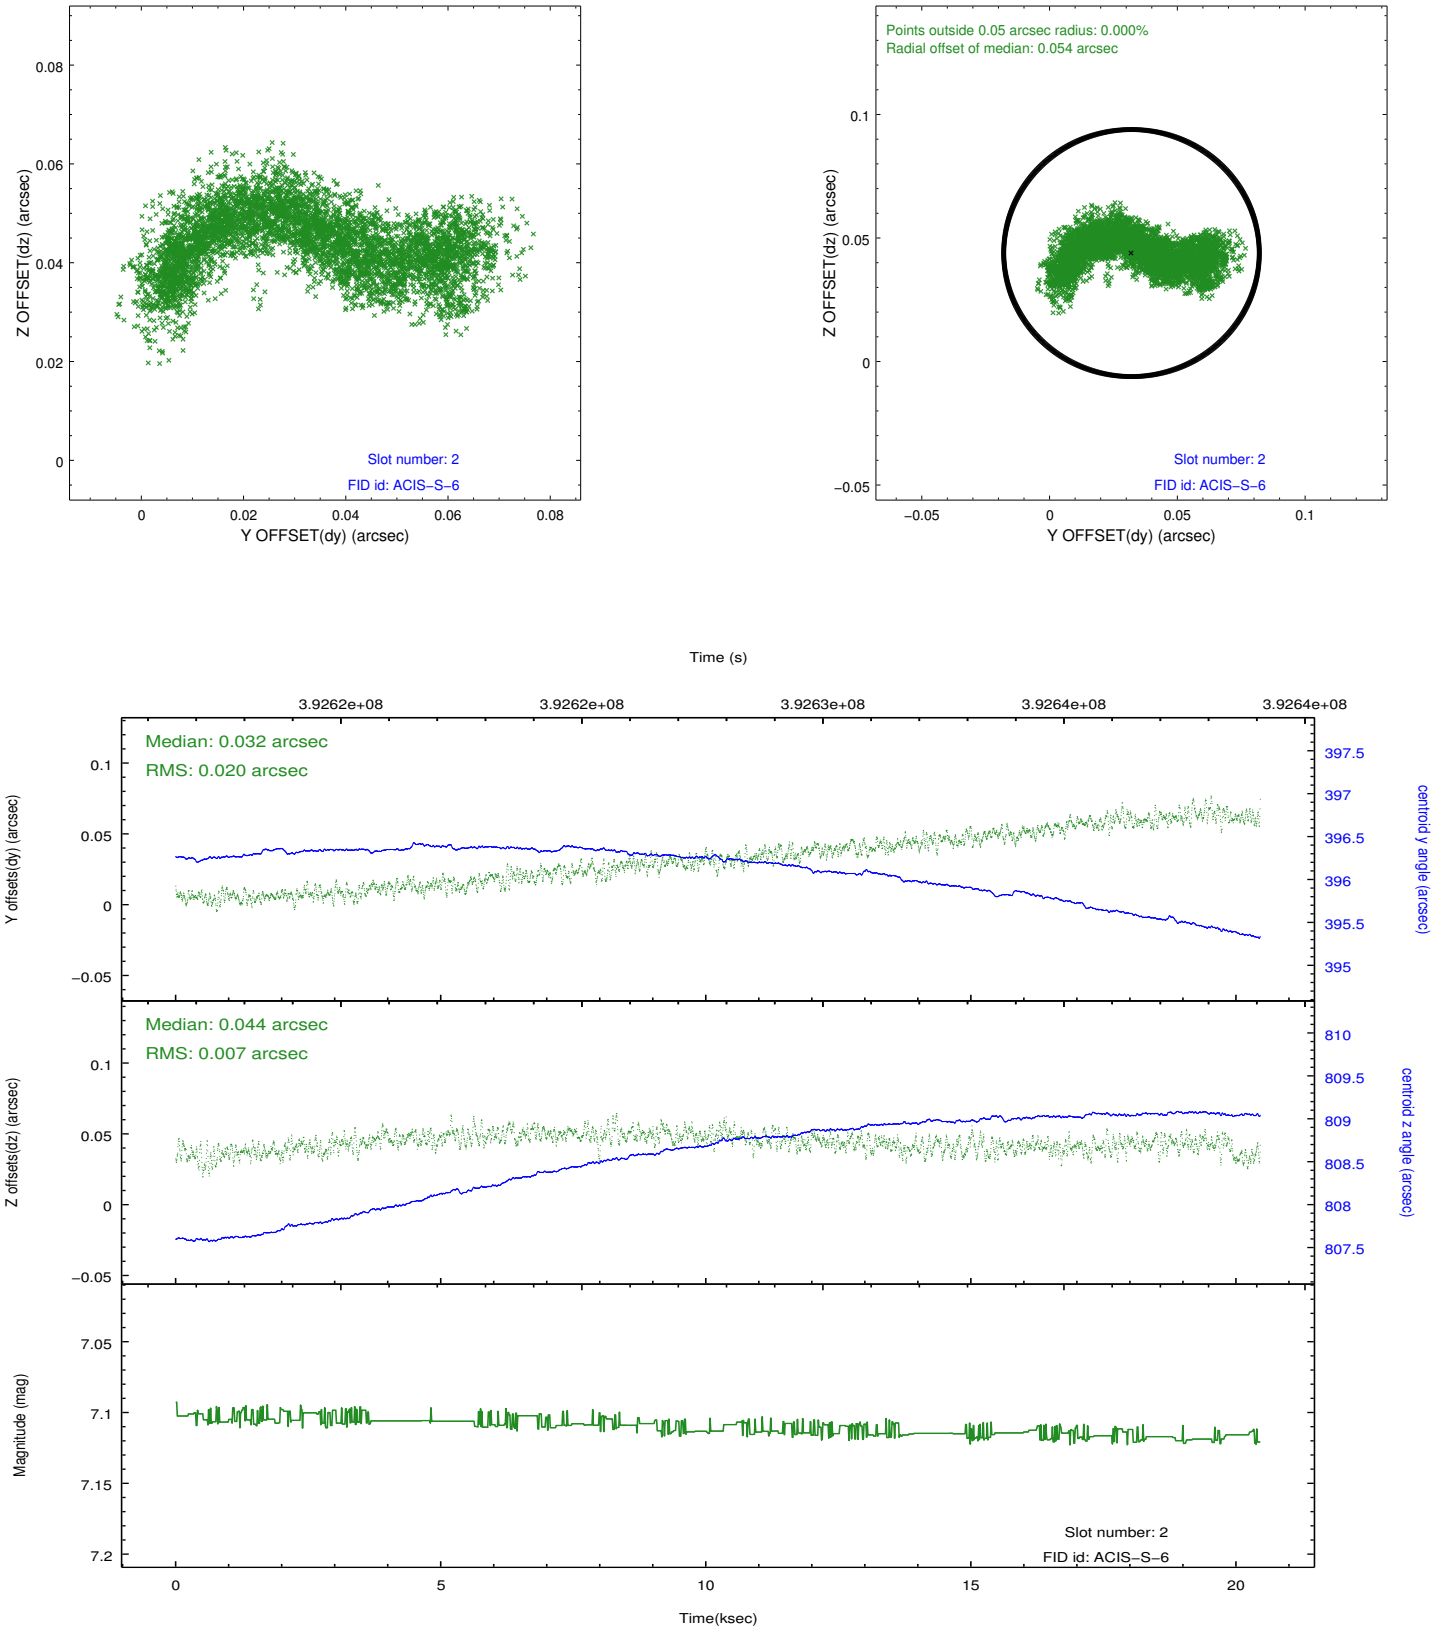 0.08
0.06
0.04
0.02
0
Z OFFSET(dz) (arcsec)
Slot number: 2
FID id: ACIS−S−6
0 0.02 0.04 0.06 0.08
Y OFFSET(dy) (arcsec)
Points outside 0.05 arcsec radius: 0.000%
Radial offset of median: 0.054 arcsec
0.1
0.05
0
−0.05
Z OFFSET(dz) (arcsec)
Slot number: 2
FID id: ACIS−S−6
−0.05 0 0.05 0.1
Y OFFSET(dy) (arcsec)
Time (s)
3.9262e+08 3.9262e+08 3.9263e+08 3.9264e+08 3.9264e+08
Median: 0.032 arcsec
RMS: 0.020 arcsec
0.1
0.05
0
−0.05
Y offsets(dy) (arcsec)
397.5
397
396.5
396
395.5
395
centroid y angle (arcsec)
Median: 0.044 arcsec
RMS: 0.007 arcsec
0.1
0.05
0
−0.05
Z offsets(dz) (arcsec)
810
809.5
809
808.5
808
807.5
centroid z angle (arcsec)
7.05
7.1
7.15
7.2
Magnitude (mag)
Slot number: 2
FID id: ACIS−S−6
0 5 10 15 20
Time(ksec)